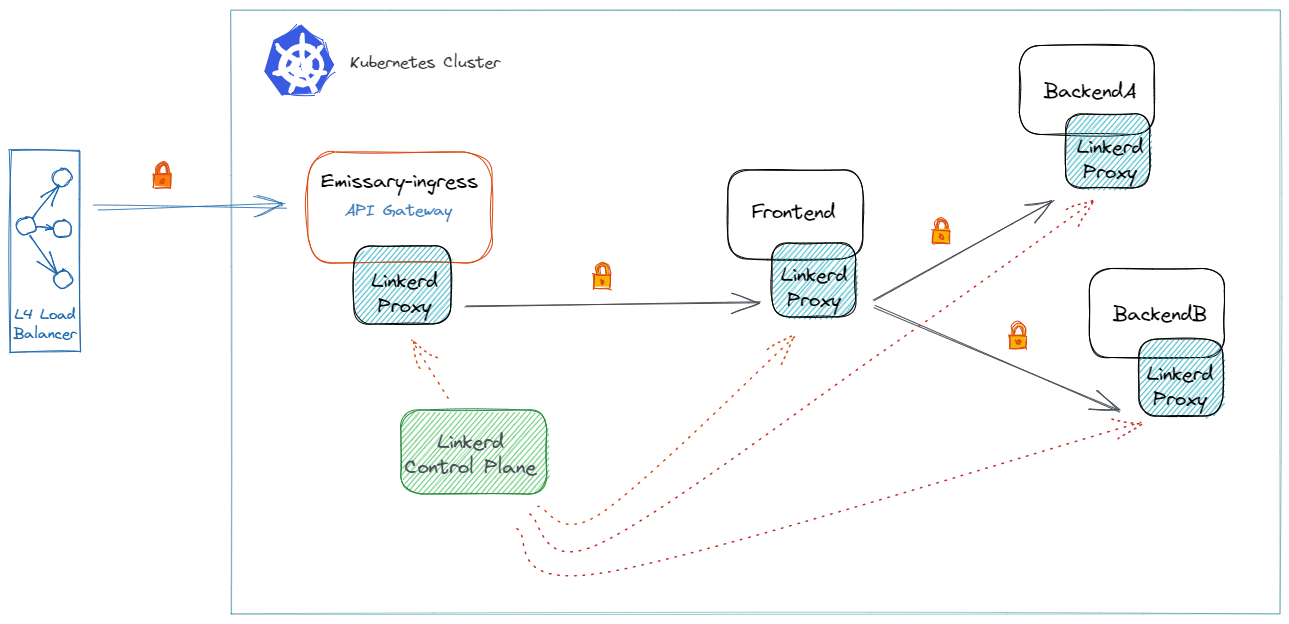 Kubernetes Cluster
L4 Load
Balancer
Emissary-ingress
API Gateway
Linkerd
Proxy
Frontend
Linkerd
Proxy
BackendA
Linkerd
Proxy
BackendB
Linkerd
Proxy
Linkerd
Control Plane